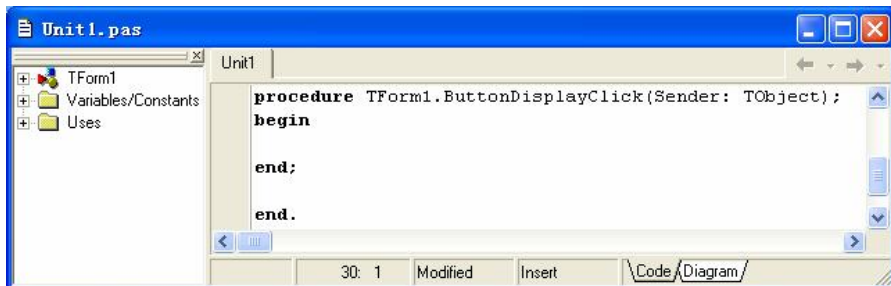 Unit1.pas
TForm1
Variables/Constants
Uses
Unit1
procedure TForm1.ButtonDisplayClick(Sender: TObject);
begin
end;
end.
30: 1 Modified Insert Code Diagram